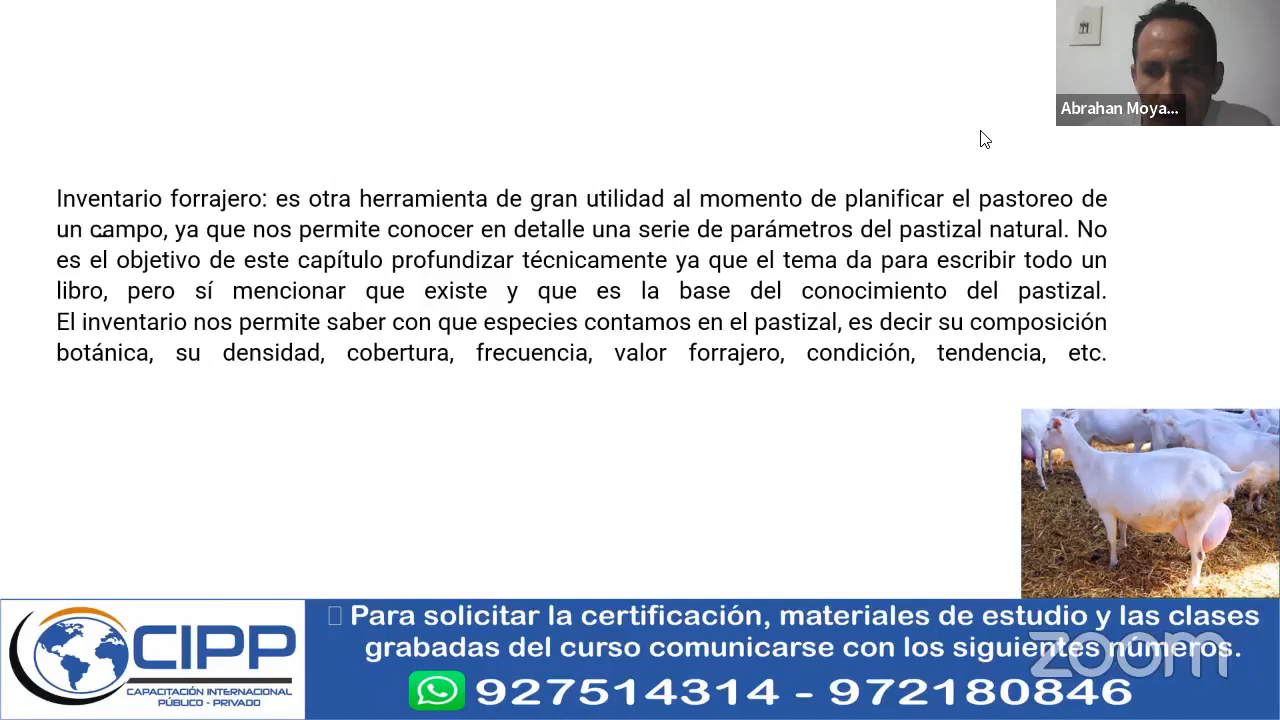 Abrahan Moya...
Inventario forrajero: es otra herramienta de gran utilidad al momento de planificar el pastoreo de
un campo, ya que nos permite conocer en detalle una serie de parámetros del pastizal natural. No
es el objetivo de este capítulo profundizar técnicamente ya que el tema da para escribir todo un
libro, pero sí mencionar que existe y que es la base del conocimiento del pastizal.
El inventario nos permite saber con que especies contamos en el pastizal, es decir su composición
botánica, su densidad, cobertura, frecuencia, valor forrajero, condición, tendencia, etc.
CIPP
CAPACITACIÓN INTERNACIONAL
PÚBLICO - PRIVADO
Para solicitar la certificación, materiales de estudio y las clases
grabadas del curso comunicarse con los siguientes números.
927514314 - 972180846
zoom